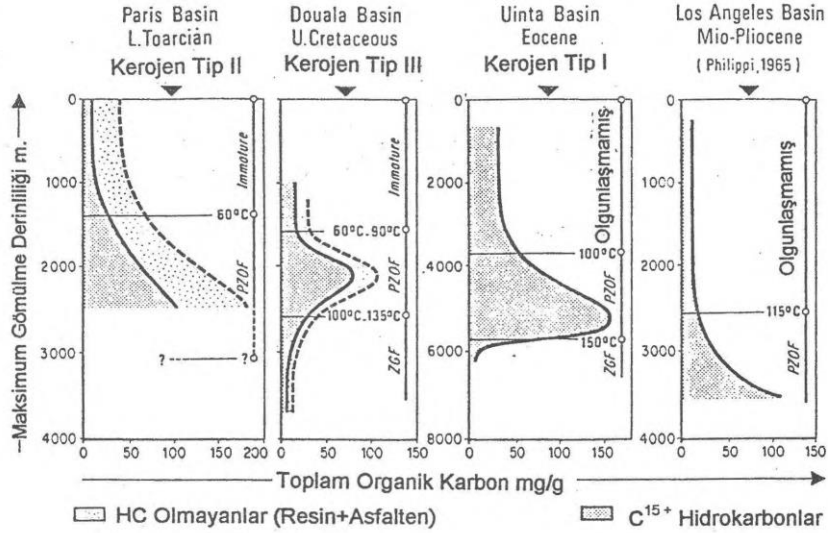 Paris Basin
L.Toarcian
Kerojen Tip II
Douala Basin
U.Cretaceous
Kerojen Tip III
Uinta Basin
Eocene
Kerojen Tip I
Los Angeles Basin
Mio-Pliocene
( Philippi, 1965 )
Maksimum Gömülme Derinliliği m.
0
1000
2000
3000
4000
Immature
60°C
PZOF
? ?
0 50 100 150 200
Immature
60°C.90°C
PZOF
100°C.135°C
ZGF
0 50 100 150
0
2000
4000
6000
8000
Olgunlaşmamış
100°C
PZOF
150°C
0 50 100 150
0
1000
2000
3000
4000
Olgunlaşmamış
115°C
PZOF
0 50 100 150
Toplam Organik Karbon mg/g
HC Olmayanlar (Resin+Asfalten)
C15+ Hidrokarbonlar